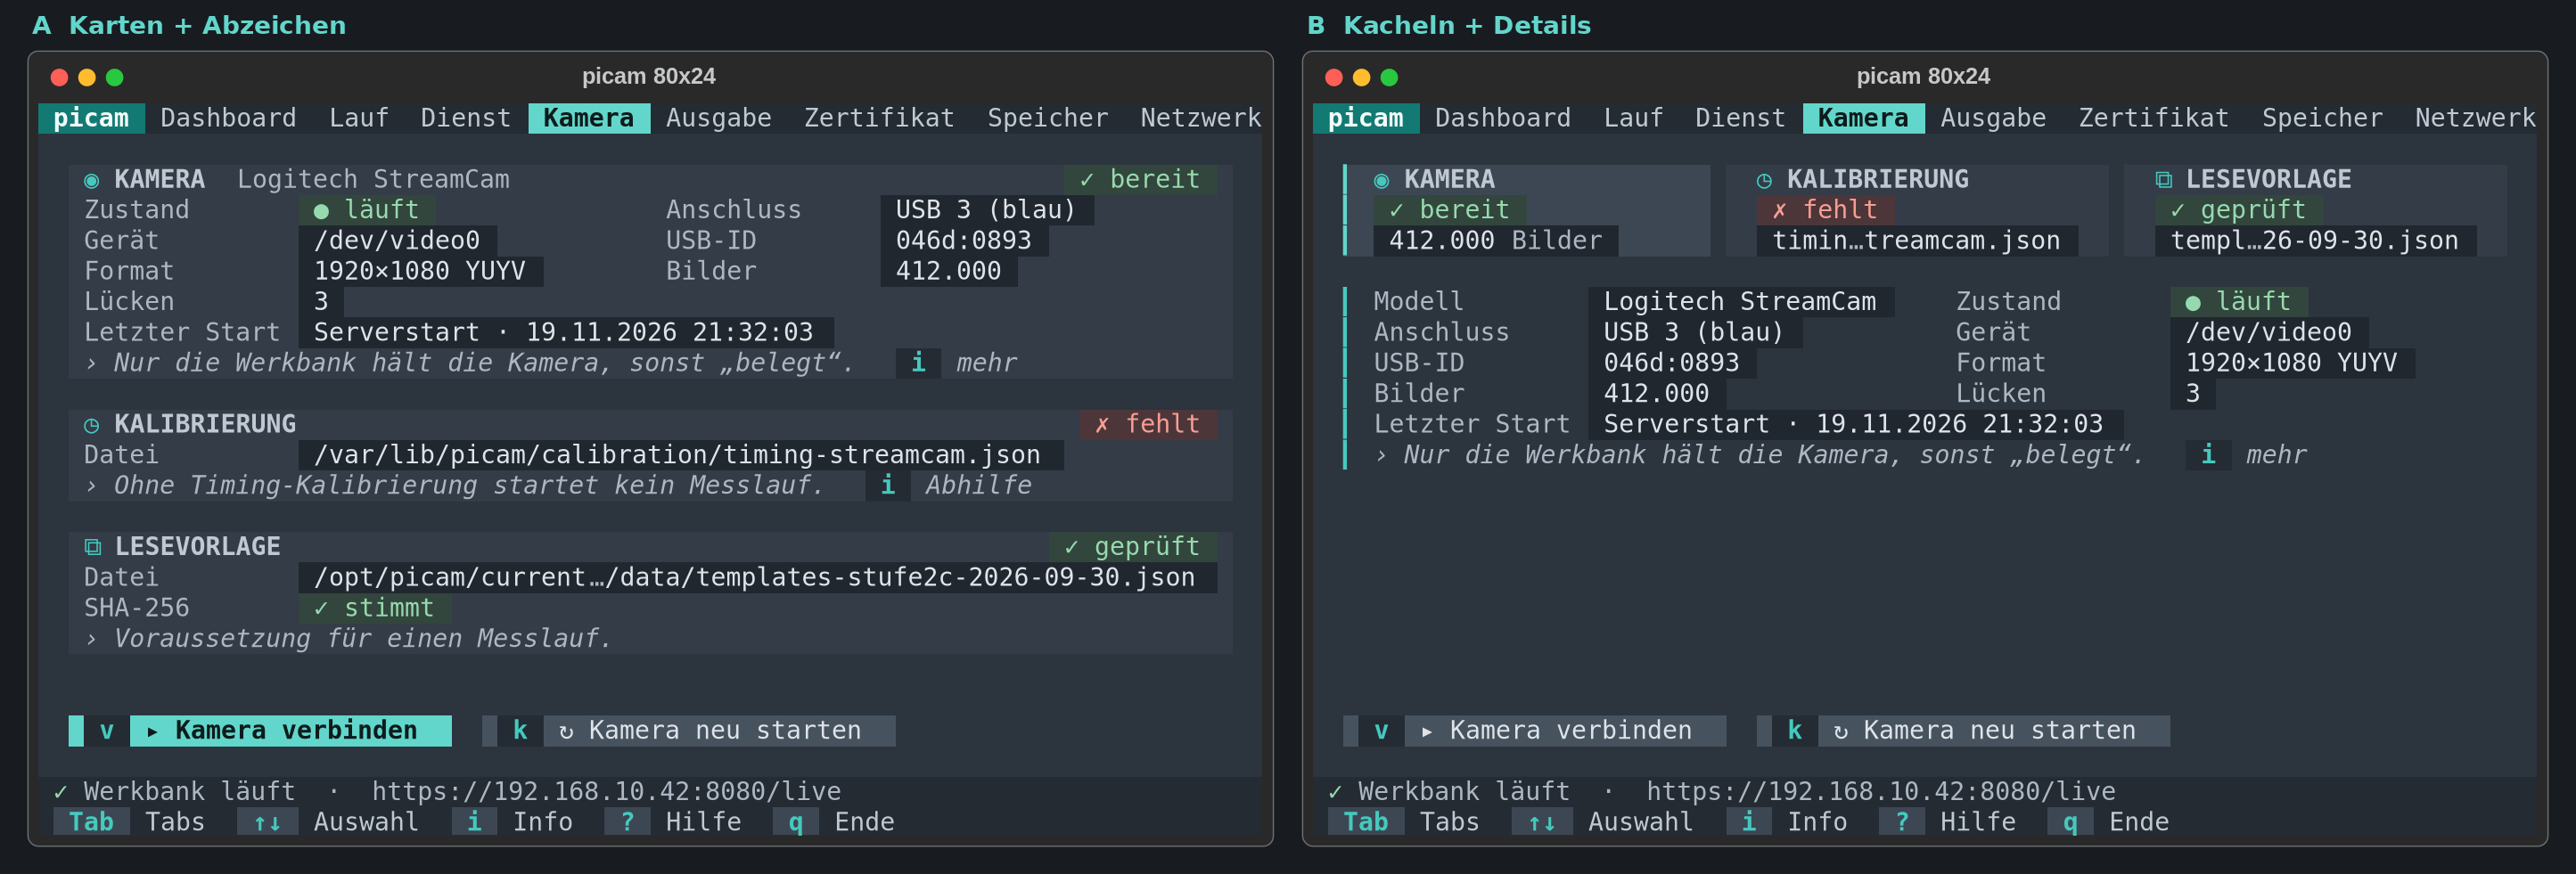 A Karten + Abzeichen
picam 80x24
picam Dashboard Lauf Dienst Kamera Ausgabe Zertifikat Speicher Netzwerk
◉ KAMERA Logitech StreamCam ✓ bereit
Zustand ● läuft Anschluss USB 3 (blau)
Gerät /dev/video0 USB-ID 046d:0893
Format 1920×1080 YUYV Bilder 412.000
Lücken 3
Letzter Start Serverstart · 19.11.2026 21:32:03
› Nur die Werkbank hält die Kamera, sonst „belegt“. i mehr
◷ KALIBRIERUNG ✗ fehlt
Datei /var/lib/picam/calibration/timing-streamcam.json
› Ohne Timing-Kalibrierung startet kein Messlauf. i Abhilfe
⧉ LESEVORLAGE ✓ geprüft
Datei /opt/picam/current…/data/templates-stufe2c-2026-09-30.json
SHA-256 ✓ stimmt
› Voraussetzung für einen Messlauf.
v ▸ Kamera verbinden k ↻ Kamera neu starten
✓ Werkbank läuft · https://192.168.10.42:8080/live
Tab Tabs ↑↓ Auswahl i Info ? Hilfe q Ende
B Kacheln + Details
picam 80x24
picam Dashboard Lauf Dienst Kamera Ausgabe Zertifikat Speicher Netzwerk
◉ KAMERA ◷ KALIBRIERUNG ⧉ LESEVORLAGE
✓ bereit ✗ fehlt ✓ geprüft
412.000 Bilder timin…treamcam.json templ…26-09-30.json
Modell Logitech StreamCam Zustand ● läuft
Anschluss USB 3 (blau) Gerät /dev/video0
USB-ID 046d:0893 Format 1920×1080 YUYV
Bilder 412.000 Lücken 3
Letzter Start Serverstart · 19.11.2026 21:32:03
› Nur die Werkbank hält die Kamera, sonst „belegt“. i mehr
v ▸ Kamera verbinden k ↻ Kamera neu starten
✓ Werkbank läuft · https://192.168.10.42:8080/live
Tab Tabs ↑↓ Auswahl i Info ? Hilfe q Ende